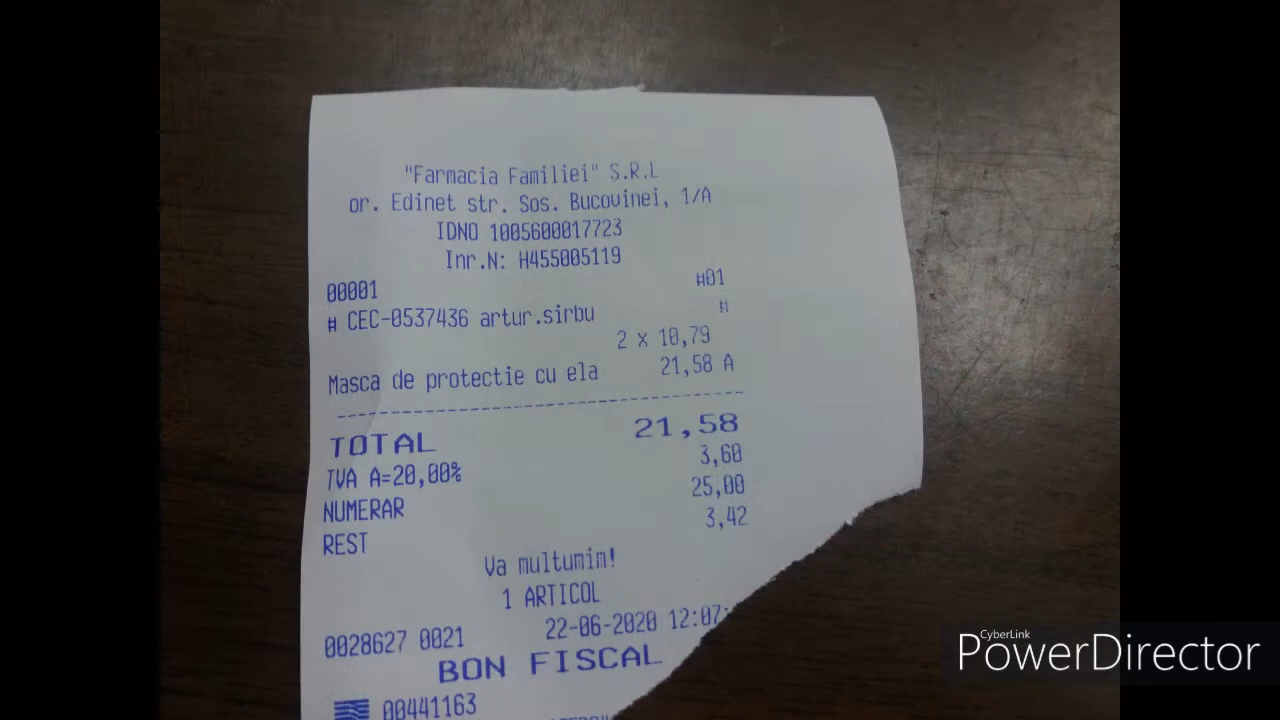 "Farmacia Familiei" S.R.L
or. Edinet str. Sos. Bucovinei, 1/A
IDNO 1005600017723
Inr.N: H455005119
00001 #01
# CEC-0537436 artur.sirbu #
2 x 10,79
Masca de protectie cu ela 21,58 A
TOTAL 21,58
TVA A=20,00% 3,60
NUMERAR 25,00
REST 3,42
Va multumim!
1 ARTICOL
0028627 0021 22-06-2020 12:07:
BON FISCAL
00441163
CyberLink
PowerDirector